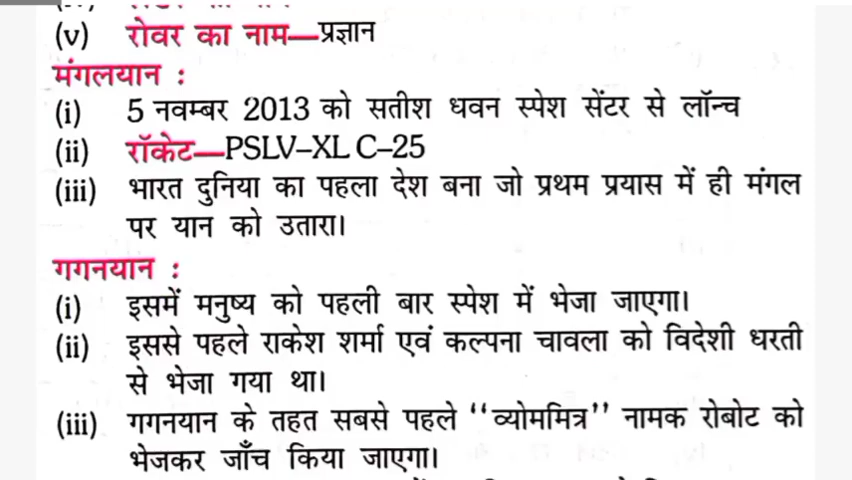 (v) रोवर का नाम—प्रज्ञान
मंगलयान :
(i) 5 नवम्बर 2013 को सतीश धवन स्पेश सेंटर से लॉन्च
(ii) रॉकेट—PSLV–XL C–25
(iii) भारत दुनिया का पहला देश बना जो प्रथम प्रयास में ही मंगल
पर यान को उतारा।
गगनयान :
(i) इसमें मनुष्य को पहली बार स्पेश में भेजा जाएगा।
(ii) इससे पहले राकेश शर्मा एवं कल्पना चावला को विदेशी धरती
से भेजा गया था।
(iii) गगनयान के तहत सबसे पहले ‘‘व्योममित्र’’ नामक रोबोट को
भेजकर जाँच किया जाएगा।